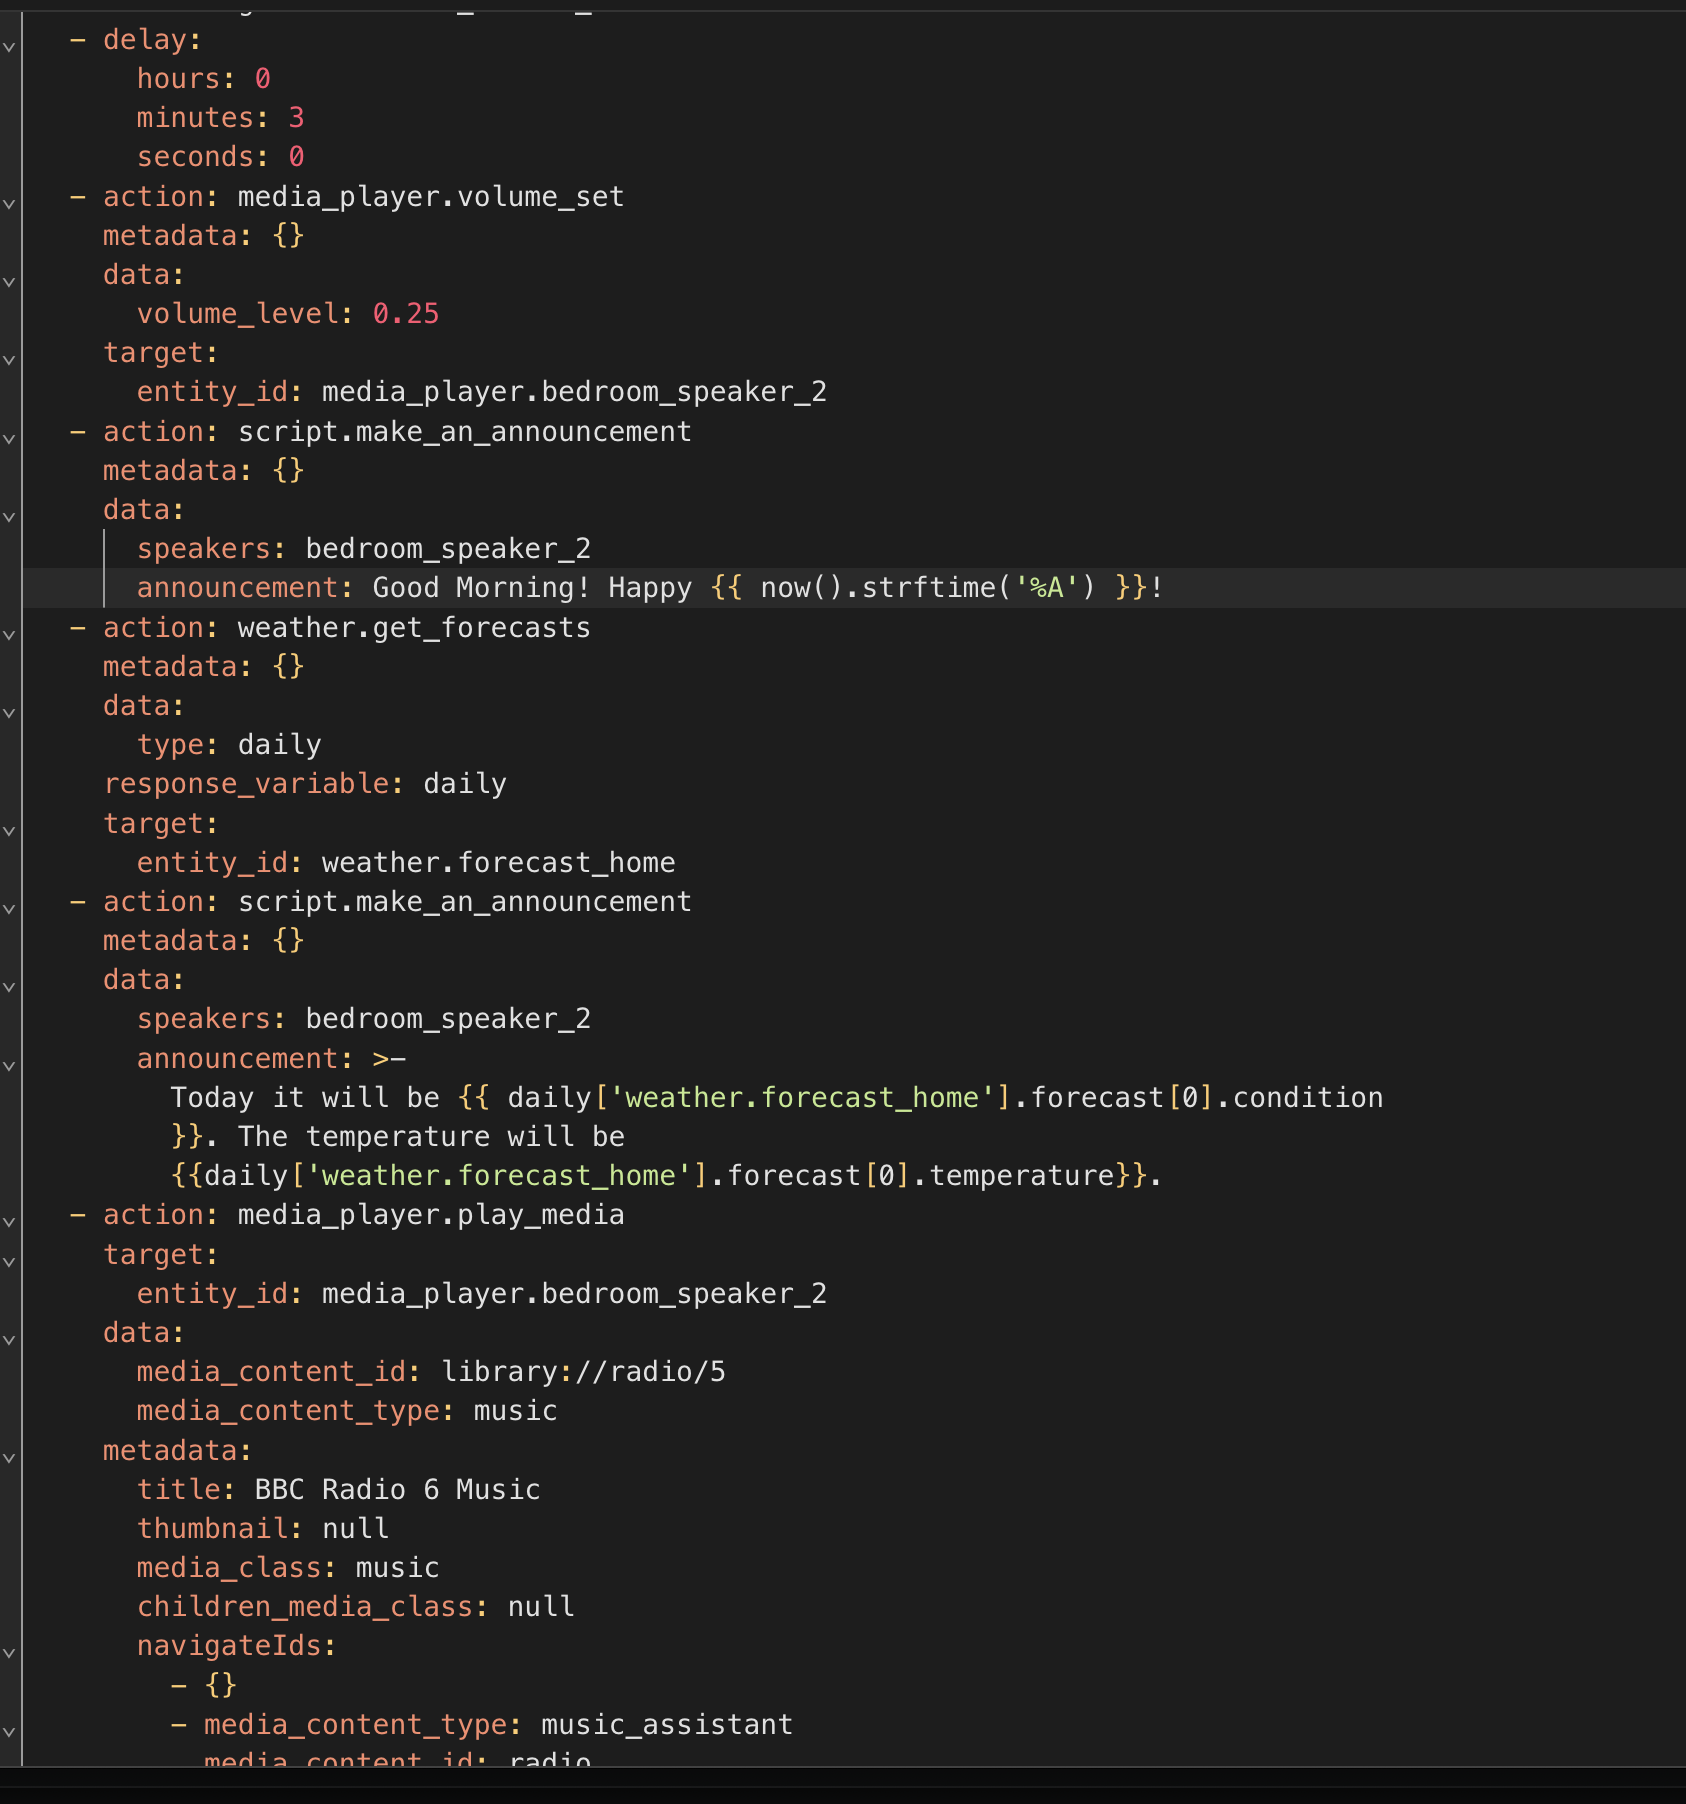 - delay:
    hours: 0
    minutes: 3
    seconds: 0
- action: media_player.volume_set
  metadata: {}
  data:
    volume_level: 0.25
  target:
    entity_id: media_player.bedroom_speaker_2
- action: script.make_an_announcement
  metadata: {}
  data:
    speakers: bedroom_speaker_2
    announcement: Good Morning! Happy {{ now().strftime('%A') }}!
- action: weather.get_forecasts
  metadata: {}
  data:
    type: daily
  response_variable: daily
  target:
    entity_id: weather.forecast_home
- action: script.make_an_announcement
  metadata: {}
  data:
    speakers: bedroom_speaker_2
    announcement: >-
      Today it will be {{ daily['weather.forecast_home'].forecast[0].condition
      }}. The temperature will be
      {{daily['weather.forecast_home'].forecast[0].temperature}}.
- action: media_player.play_media
  target:
    entity_id: media_player.bedroom_speaker_2
  data:
    media_content_id: library://radio/5
    media_content_type: music
  metadata:
    title: BBC Radio 6 Music
    thumbnail: null
    media_class: music
    children_media_class: null
    navigateIds:
      - {}
      - media_content_type: music_assistant
        media_content_id: radio